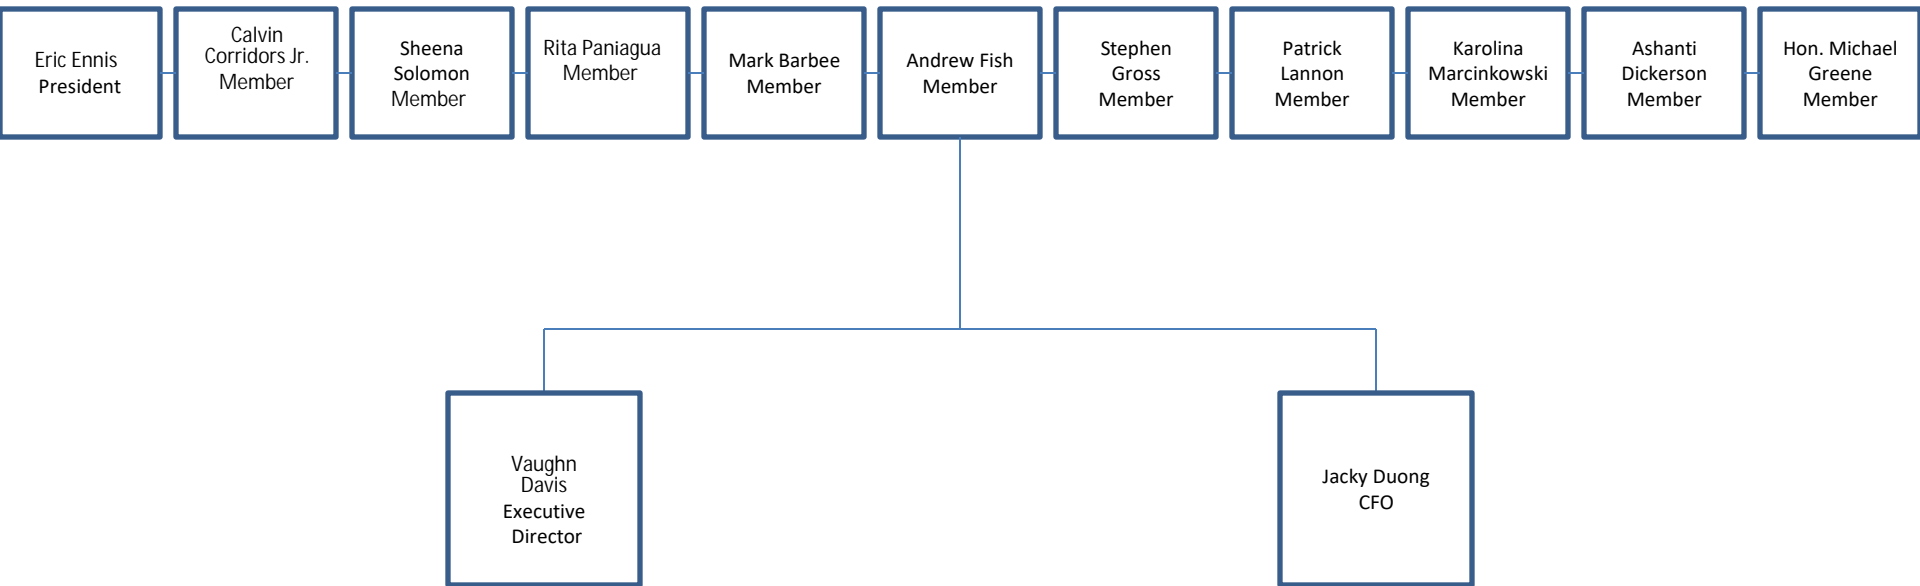 Eric Ennis
President
Calvin
Corridors Jr.
Member
Sheena
Solomon
Member
Rita Paniagua
Member
Mark Barbee
Member
Andrew Fish
Member
Stephen
Gross
Member
Patrick
Lannon
Member
Karolina
Marcinkowski
Member
Ashanti
Dickerson
Member
Hon. Michael
Greene
Member
Vaughn
Davis
Executive
Director
Jacky Duong
CFO